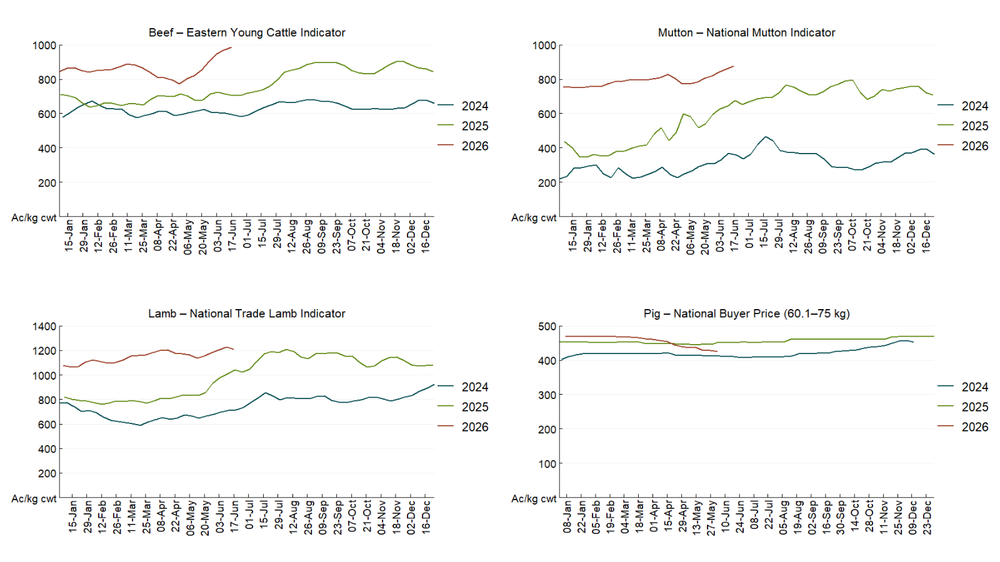 Beef – Eastern Young Cattle Indicator
1000
800
600
400
200
Ac/kg cwt
15-Jan
29-Jan
12-Feb
26-Feb
11-Mar
25-Mar
08-Apr
22-Apr
06-May
20-May
03-Jun
17-Jun
01-Jul
15-Jul
29-Jul
12-Aug
26-Aug
09-Sep
23-Sep
07-Oct
21-Oct
04-Nov
18-Nov
02-Dec
16-Dec
2024
2025
2026
Mutton – National Mutton Indicator
1000
800
600
400
200
Ac/kg cwt
15-Jan
29-Jan
12-Feb
26-Feb
11-Mar
25-Mar
08-Apr
22-Apr
06-May
20-May
03-Jun
17-Jun
01-Jul
15-Jul
29-Jul
12-Aug
26-Aug
09-Sep
23-Sep
07-Oct
21-Oct
04-Nov
18-Nov
02-Dec
16-Dec
2024
2025
2026
Lamb – National Trade Lamb Indicator
1400
1200
1000
800
600
400
200
Ac/kg cwt
15-Jan
29-Jan
12-Feb
26-Feb
11-Mar
25-Mar
08-Apr
22-Apr
06-May
20-May
03-Jun
17-Jun
01-Jul
15-Jul
29-Jul
12-Aug
26-Aug
09-Sep
23-Sep
07-Oct
21-Oct
04-Nov
18-Nov
02-Dec
16-Dec
2024
2025
2026
Pig – National Buyer Price (60.1–75 kg)
500
400
300
200
100
Ac/kg cwt
08-Jan
22-Jan
05-Feb
19-Feb
04-Mar
18-Mar
01-Apr
15-Apr
29-Apr
13-May
27-May
10-Jun
24-Jun
08-Jul
22-Jul
05-Aug
19-Aug
02-Sep
16-Sep
30-Sep
14-Oct
28-Oct
11-Nov
25-Nov
09-Dec
23-Dec
2024
2025
2026